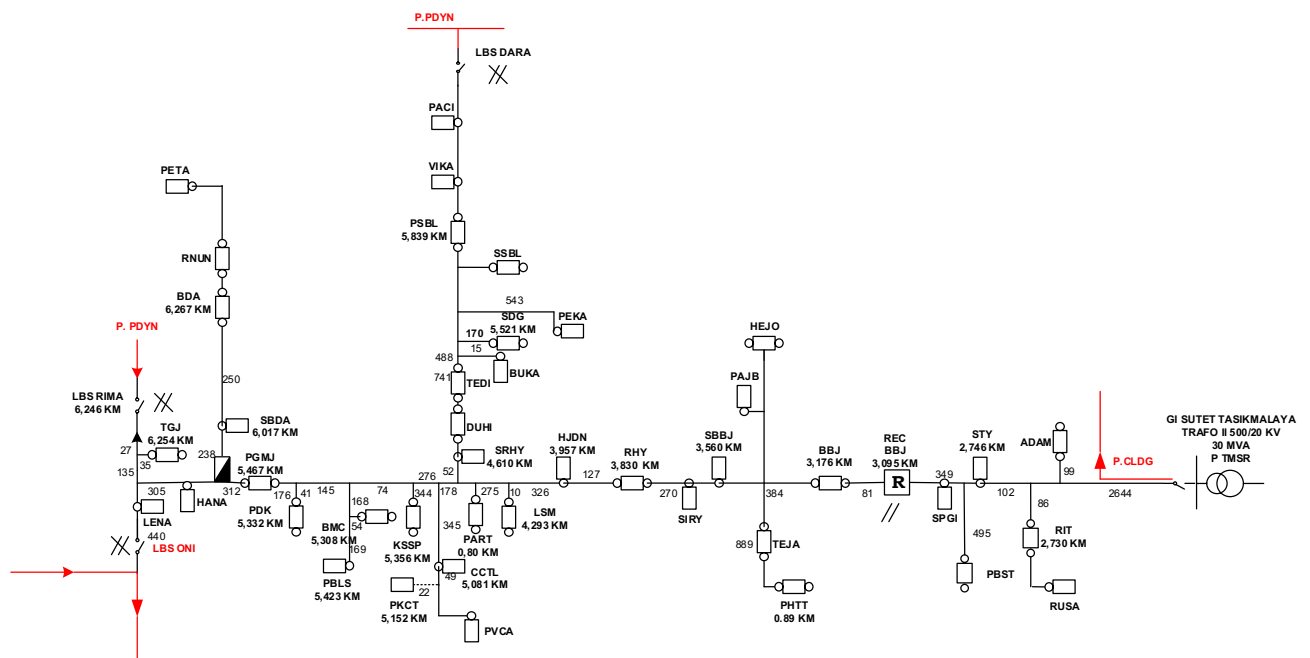 P.PDYN
LBS DARA
PACI
VIKA
PETA
PSBL
5,839 KM
RNUN
SSBL
BDA
6,267 KM
543
SDG
5,521 KM
PEKA
170
15
P. PDYN
HEJO
488
BUKA
741
TEDI
250
PAJB
LBS RIMA
6,246 KM
DUHI
GI SUTET TASIKMALAYA
TRAFO II 500/20 KV
30 MVA
P TMSR
TGJ
6,254 KM
SBDA
6,017 KM
HJDN
3,957 KM
SBBJ
3,560 KM
STY
2,746 KM
ADAM
27
35
238
SRHY
4,610 KM
RHY
3,830 KM
BBJ
3,176 KM
REC
BBJ
3,095 KM
P.CLDG
PGMJ
5,467 KM
135
52
276
127
349
99
R
305
HANA
312
176
41
145
168
74
344
178
275
10
326
270
384
81
102
2644
LENA
PDK
5,332 KM
BMC
5,308 KM
54
KSSP
5,356 KM
345
PART
0,80 KM
LSM
4,293 KM
SIRY
SPGI
86
440
LBS ONI
169
889
TEJA
495
RIT
2,730 KM
PBLS
5,423 KM
CCTL
5,081 KM
49
22
PKCT
5,152 KM
PVCA
PHTT
0.89 KM
PBST
RUSA